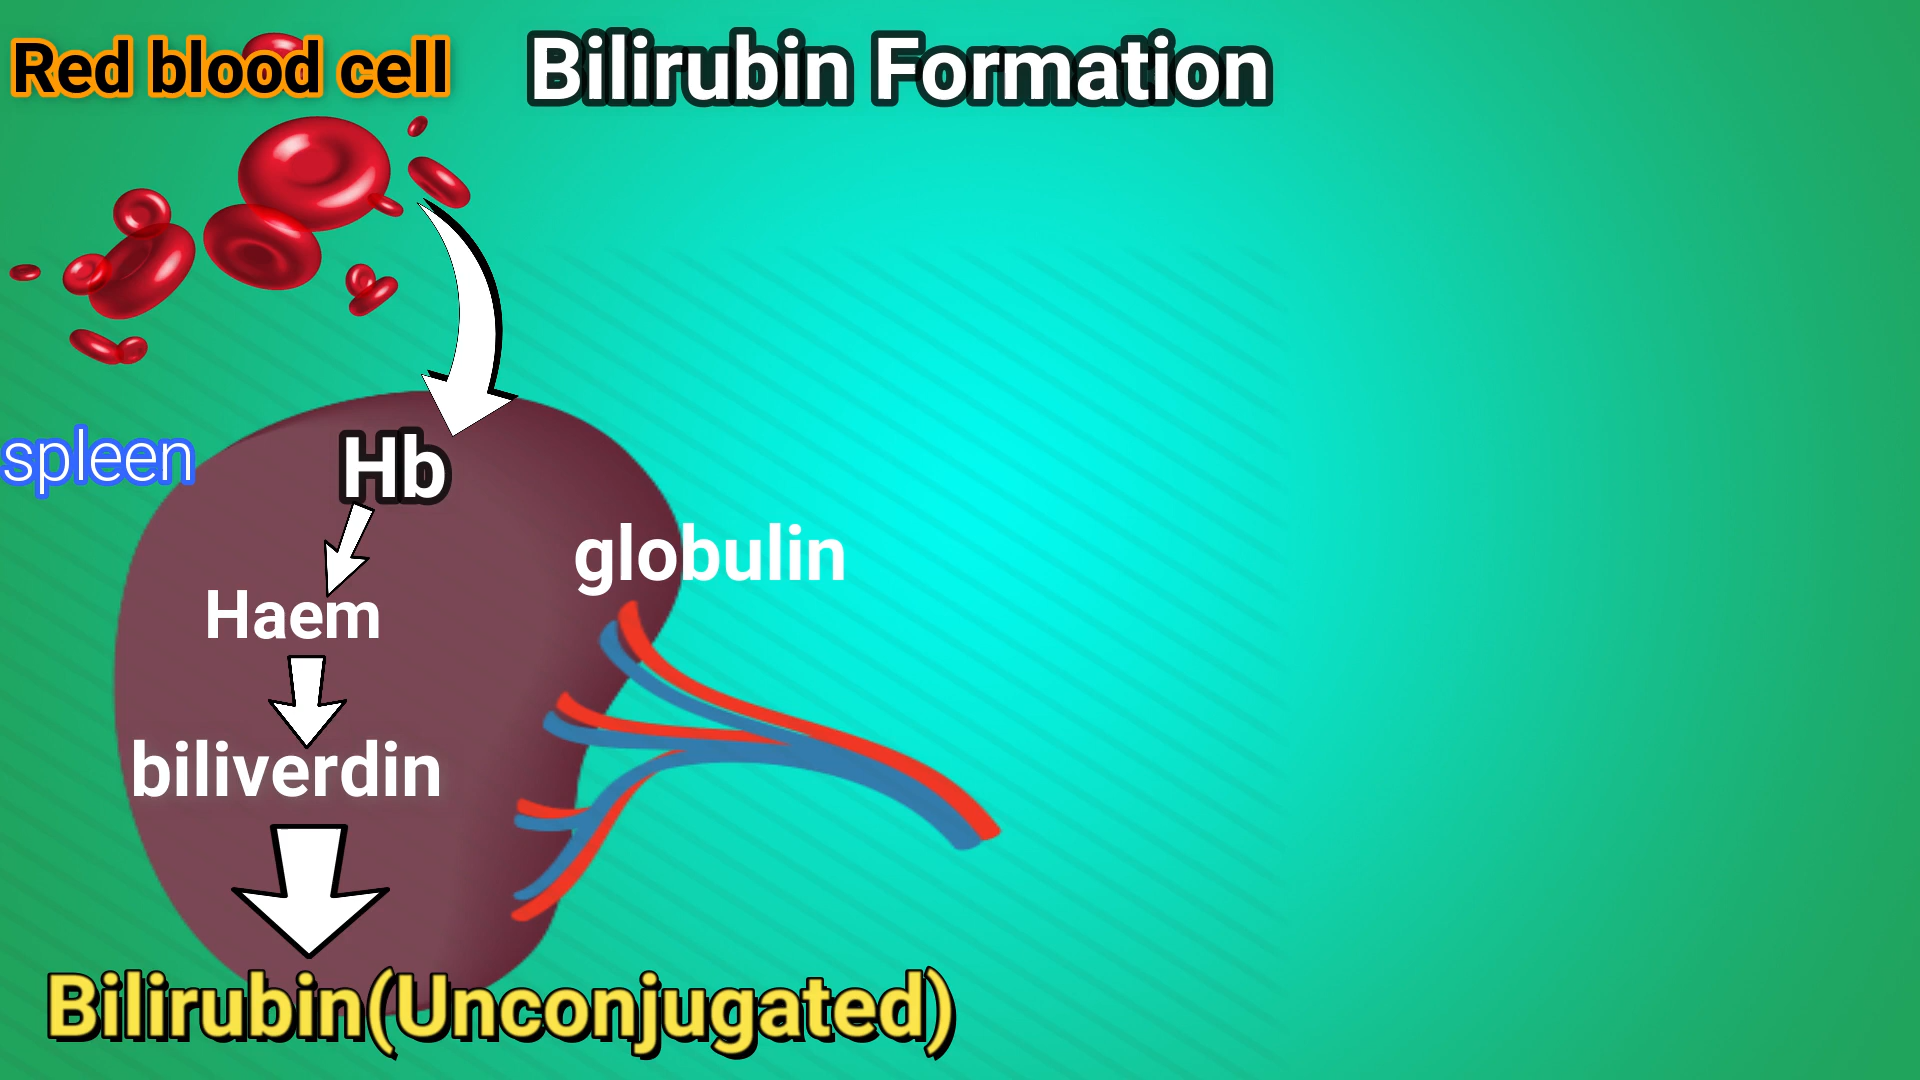 Red blood cell
Bilirubin Formation
spleen
Hb
globulin
Haem
biliverdin
Bilirubin(Unconjugated)